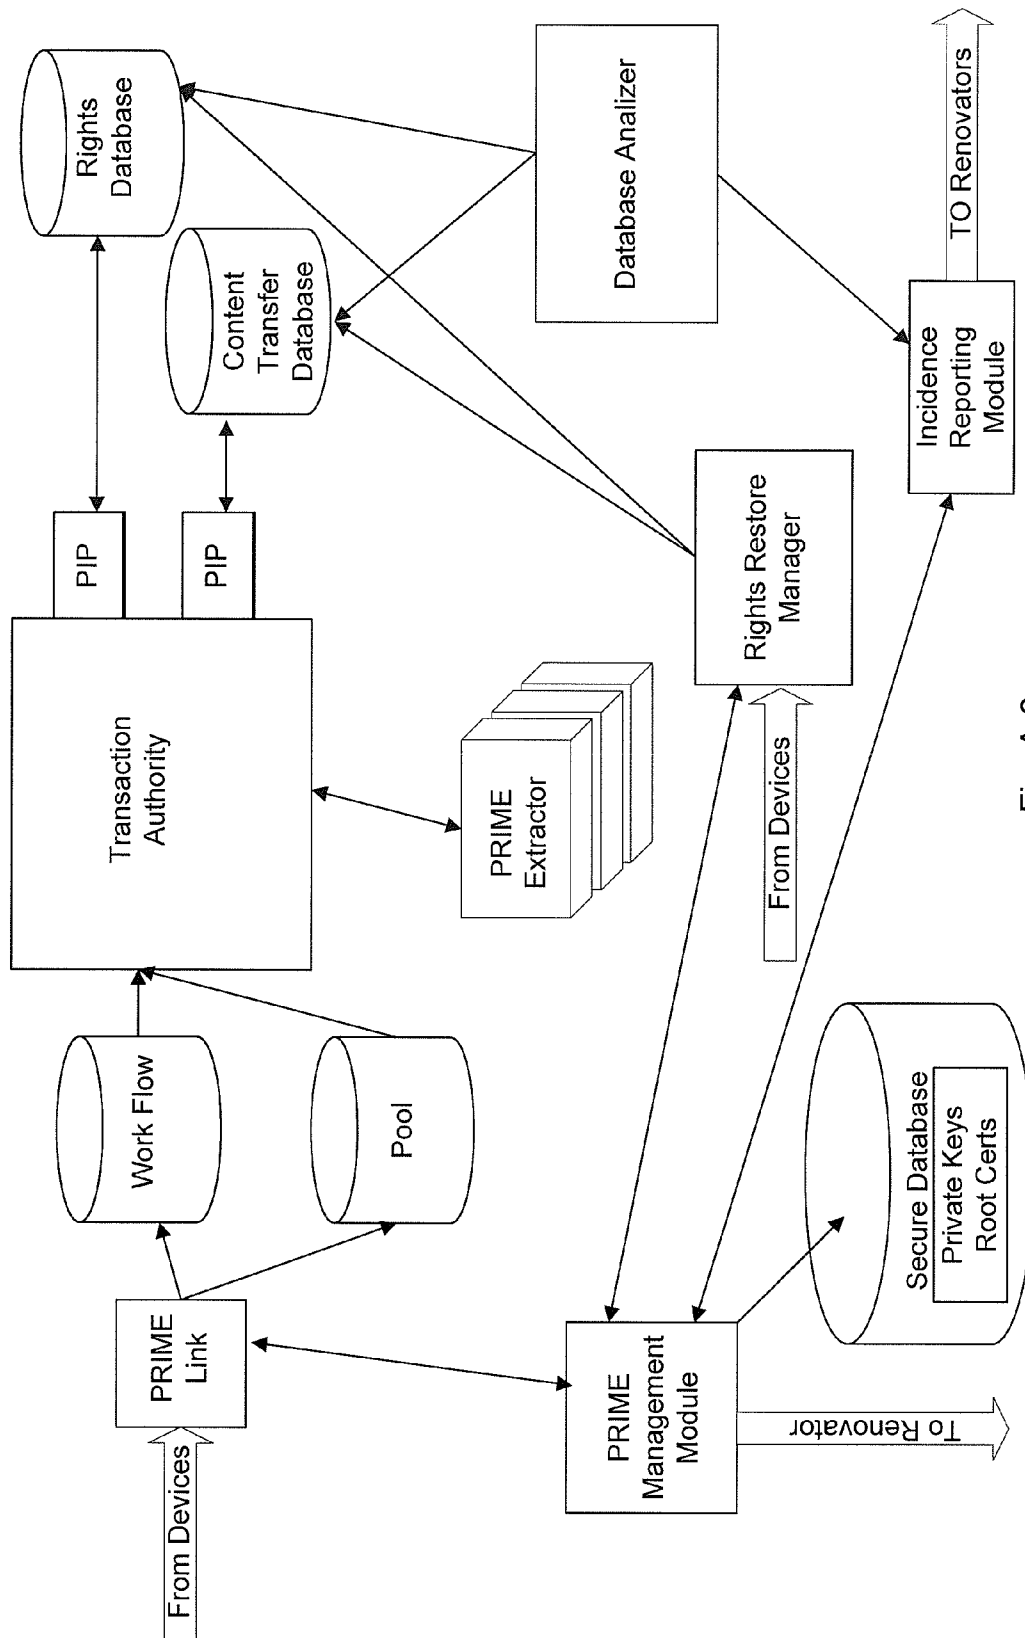 From Devices
PRIME
Link
Work Flow
Pool
Transaction
Authority
PIP
PIP
Rights
Database
Content
Transfer
Database
PRIME
Extractor
Database Analizer
PRIME
Management
Module
To Renovator
Secure Database
Private Keys
Root Certs
From Devices
Rights Restore
Manager
Incidence
Reporting
Module
TO Renovators